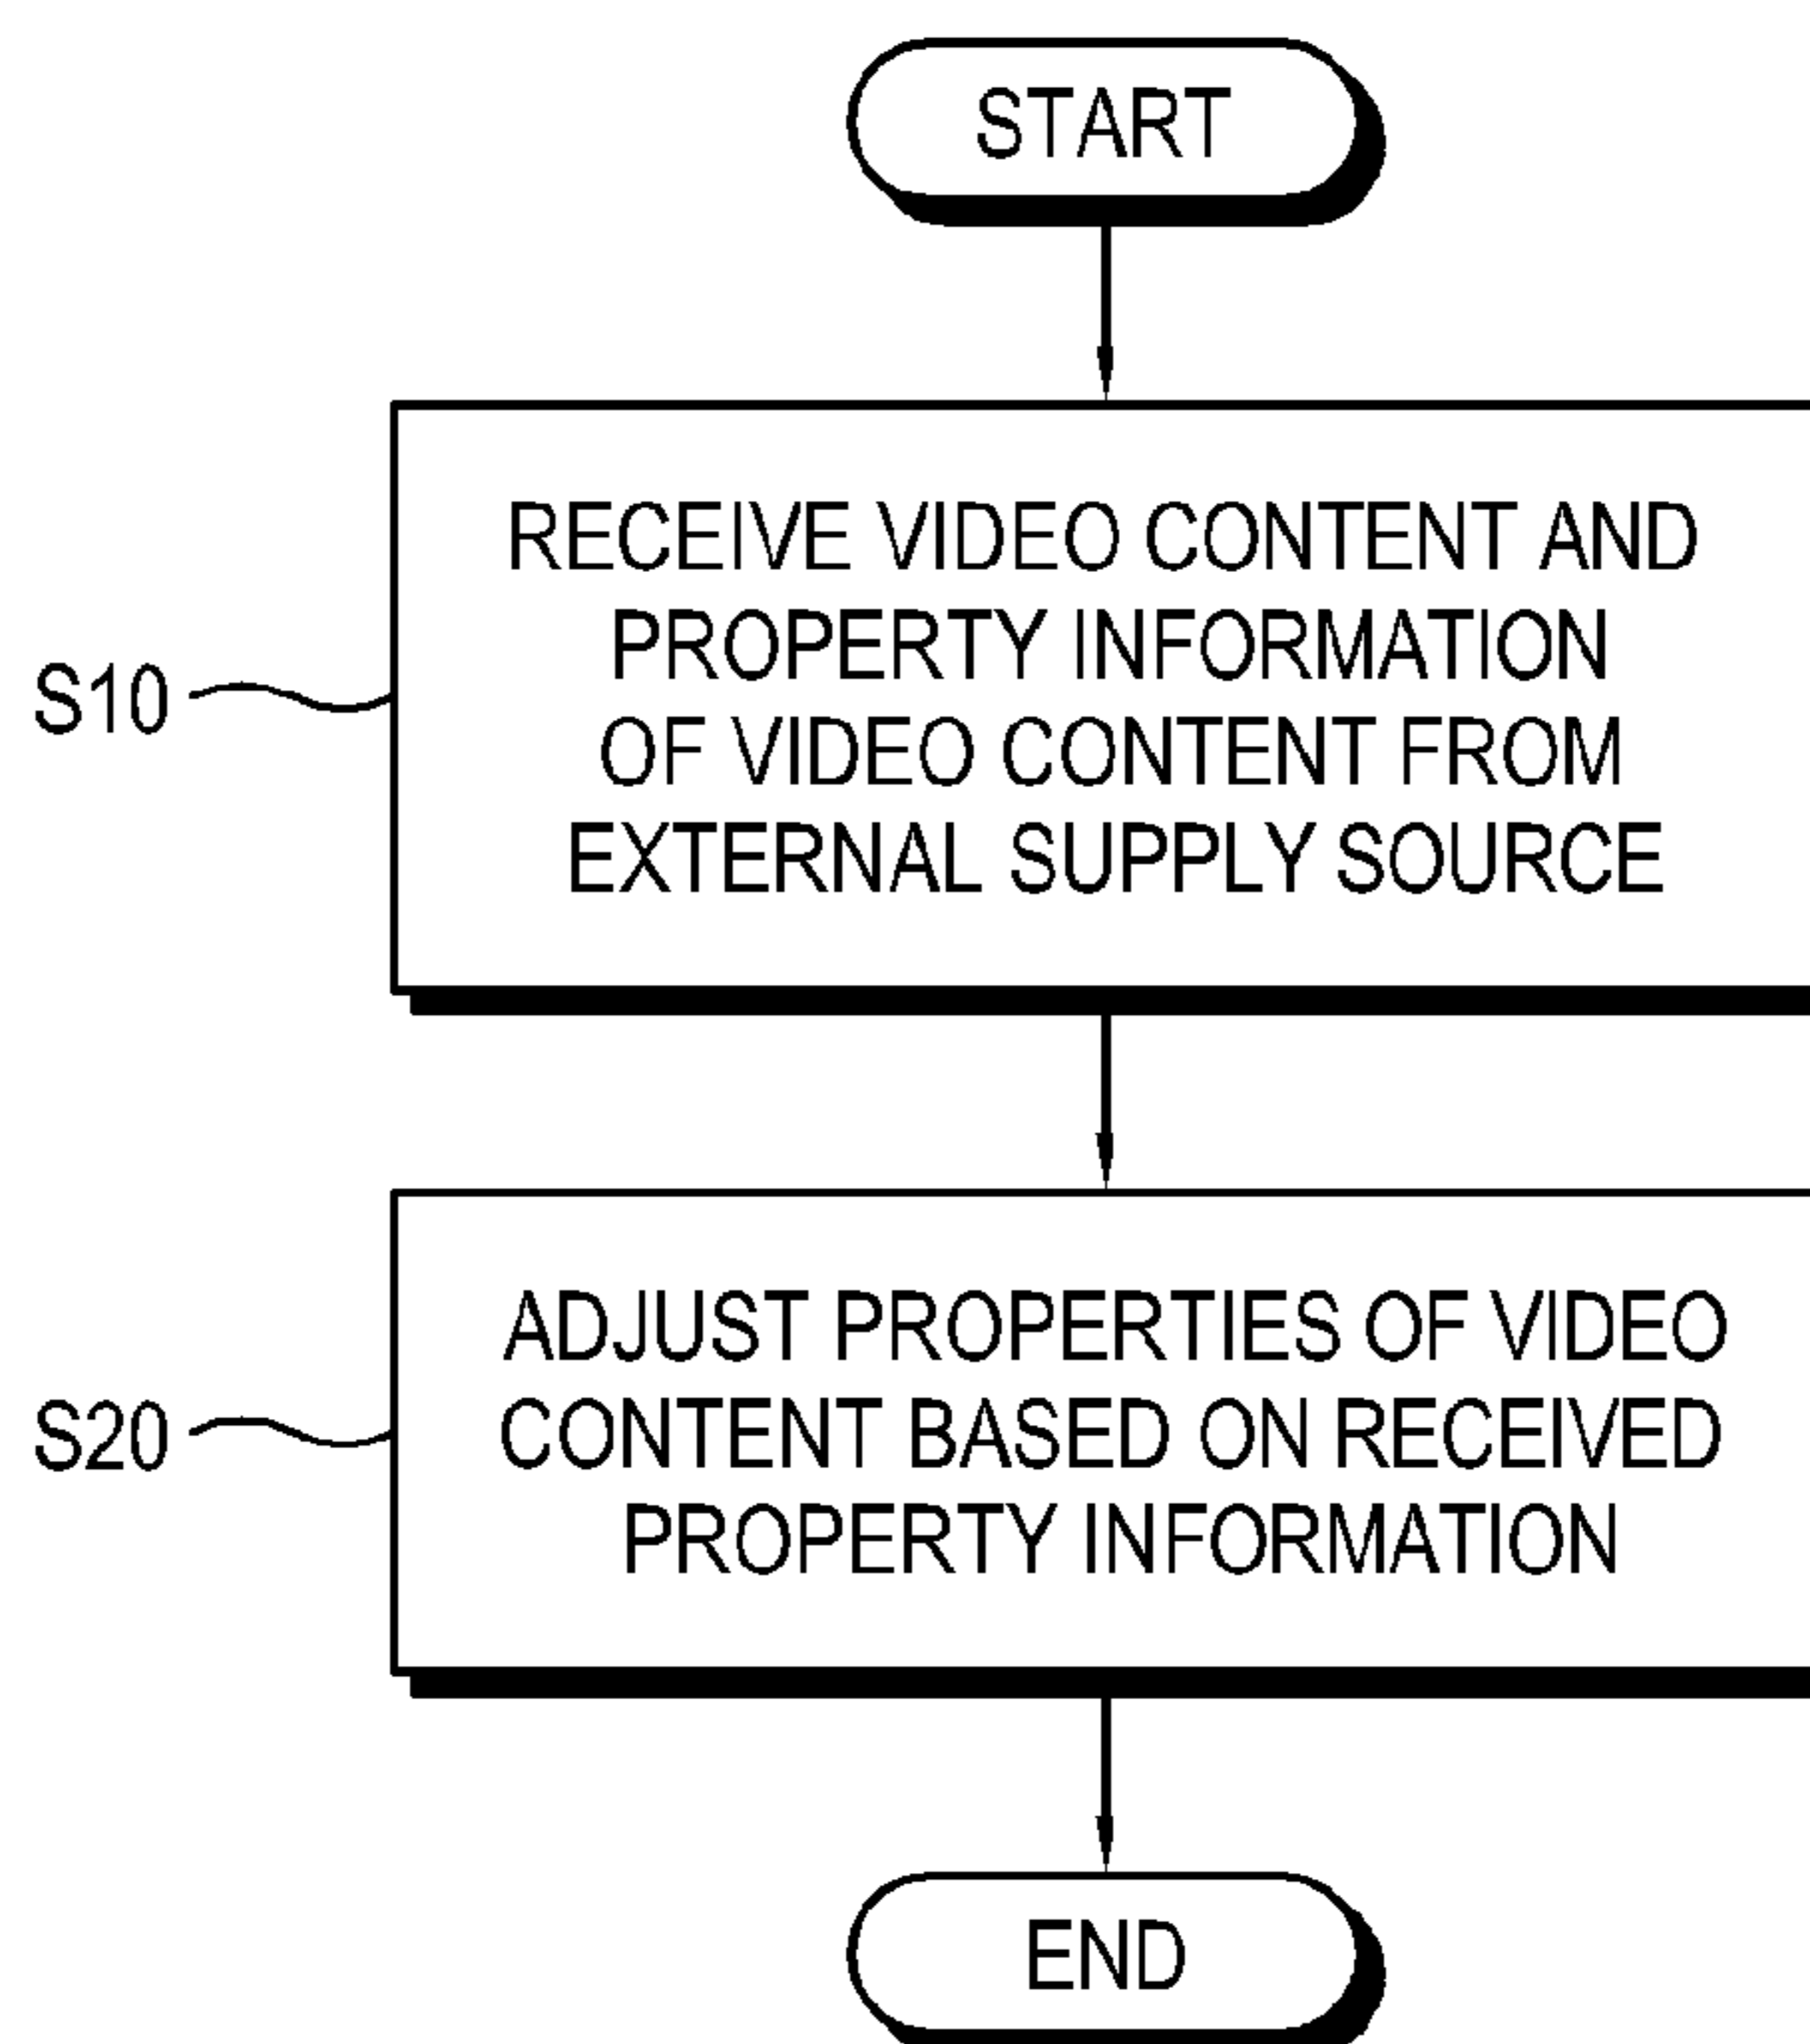 START
RECEIVE VIDEO CONTENT AND
PROPERTY INFORMATION
OF VIDEO CONTENT FROM
EXTERNAL SUPPLY SOURCE
S10
ADJUST PROPERTIES OF VIDEO
CONTENT BASED ON RECEIVED
PROPERTY INFORMATION
S20
END